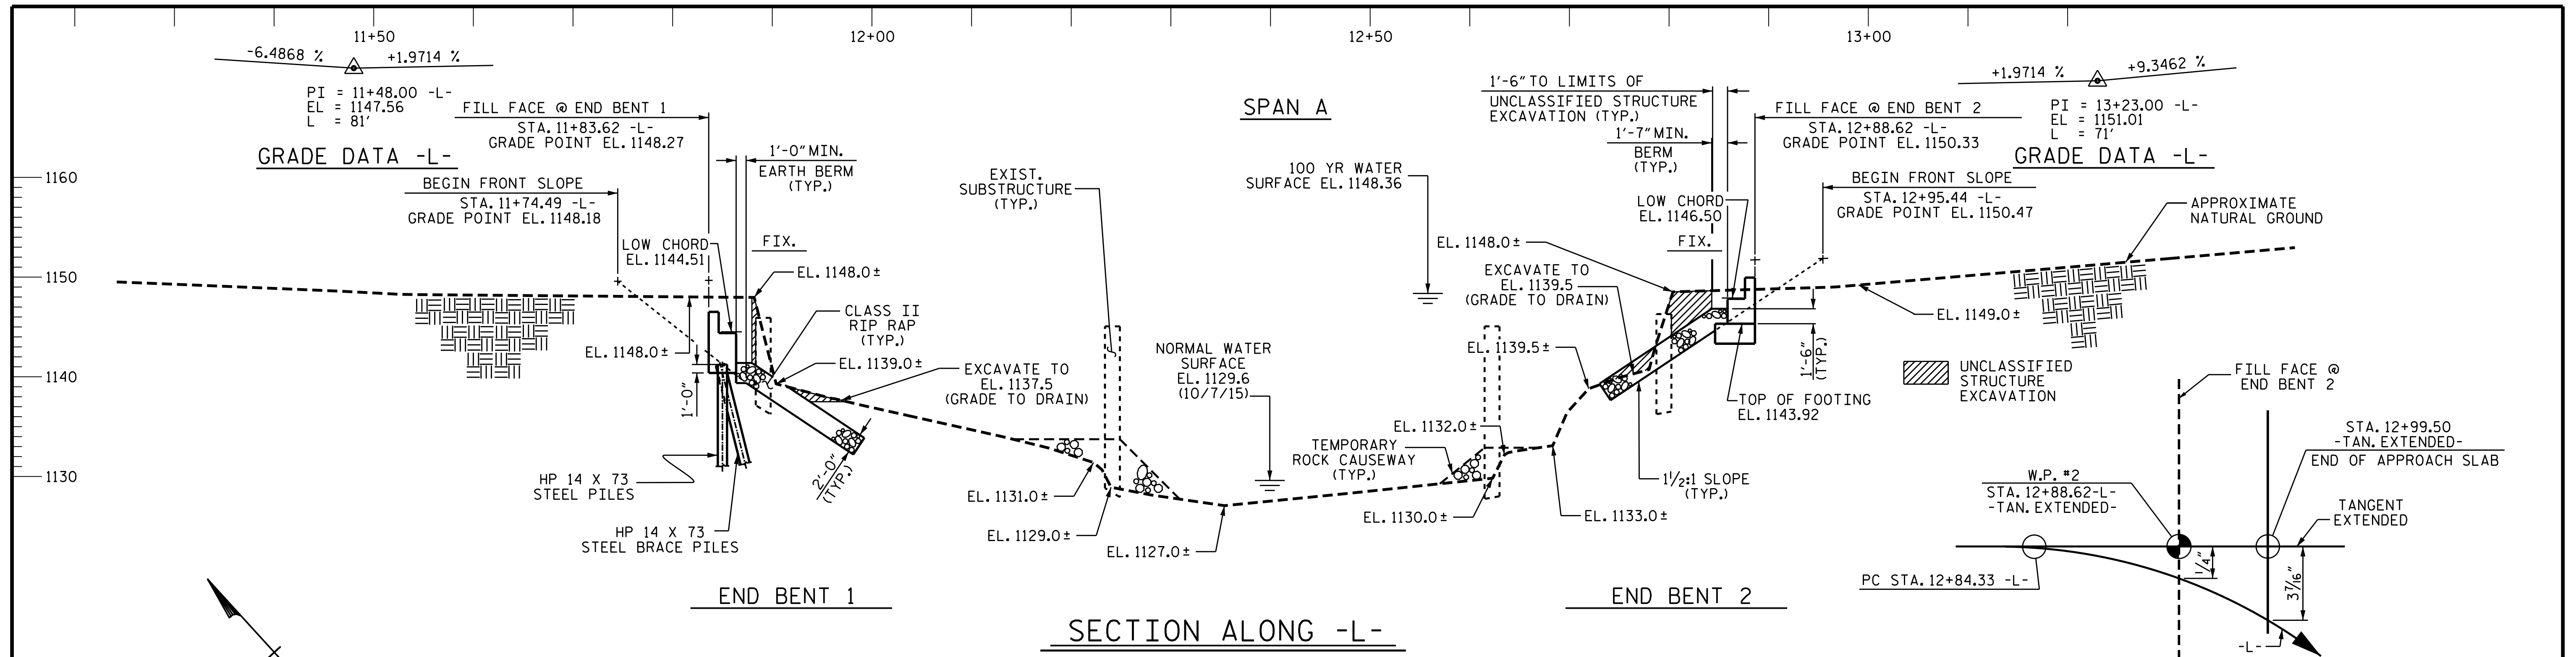 11+50
12+00
12+50
13+00
-6.4868 %
+1.9714 %
PI = 11+48.00 -L-
EL = 1147.56
L = 81'
GRADE DATA -L-
FILL FACE @ END BENT 1
STA. 11+83.62 -L-
GRADE POINT EL. 1148.27
BEGIN FRONT SLOPE
STA. 11+74.49 -L-
GRADE POINT EL. 1148.18
1'-0" MIN.
EARTH BERM
(TYP.)
LOW CHORD
EL. 1144.51
FIX.
EL. 1148.0±
CLASS II
RIP RAP
(TYP.)
EL. 1148.0±
EL. 1139.0±
EXCAVATE TO
EL. 1137.5
(GRADE TO DRAIN)
1'-0"
2'-0"
(TYP.)
HP 14 X 73
STEEL PILES
HP 14 X 73
STEEL BRACE PILES
END BENT 1
1160
1150
1140
1130
EXIST.
SUBSTRUCTURE
(TYP.)
SPAN A
100 YR WATER
SURFACE EL. 1148.36
NORMAL WATER
SURFACE
EL. 1129.6
(10/7/15)
EL. 1131.0±
EL. 1129.0±
EL. 1127.0±
TEMPORARY
ROCK CAUSEWAY
(TYP.)
EL. 1132.0±
EL. 1130.0±
EL. 1133.0±
1'-6" TO LIMITS OF
UNCLASSIFIED STRUCTURE
EXCAVATION (TYP.)
1'-7" MIN.
BERM
(TYP.)
LOW CHORD
EL. 1146.50
FIX.
EL. 1148.0±
EXCAVATE TO
EL. 1139.5
(GRADE TO DRAIN)
EL. 1139.5±
1½:1 SLOPE
(TYP.)
TOP OF FOOTING
EL. 1143.92
1'-6"
(TYP.)
END BENT 2
FILL FACE @ END BENT 2
STA. 12+88.62 -L-
GRADE POINT EL. 1150.33
BEGIN FRONT SLOPE
STA. 12+95.44 -L-
GRADE POINT EL. 1150.47
+1.9714 %
+9.3462 %
PI = 13+23.00 -L-
EL = 1151.01
L = 71'
GRADE DATA -L-
APPROXIMATE
NATURAL GROUND
EL. 1149.0±
UNCLASSIFIED
STRUCTURE
EXCAVATION
FILL FACE @
END BENT 2
STA. 12+99.50
-TAN. EXTENDED-
END OF APPROACH SLAB
W.P. #2
STA. 12+88.62-L-
-TAN. EXTENDED-
TANGENT
EXTENDED
PC STA. 12+84.33 -L-
¼"
3⁷⁄₁₆"
-L-
SECTION ALONG -L-